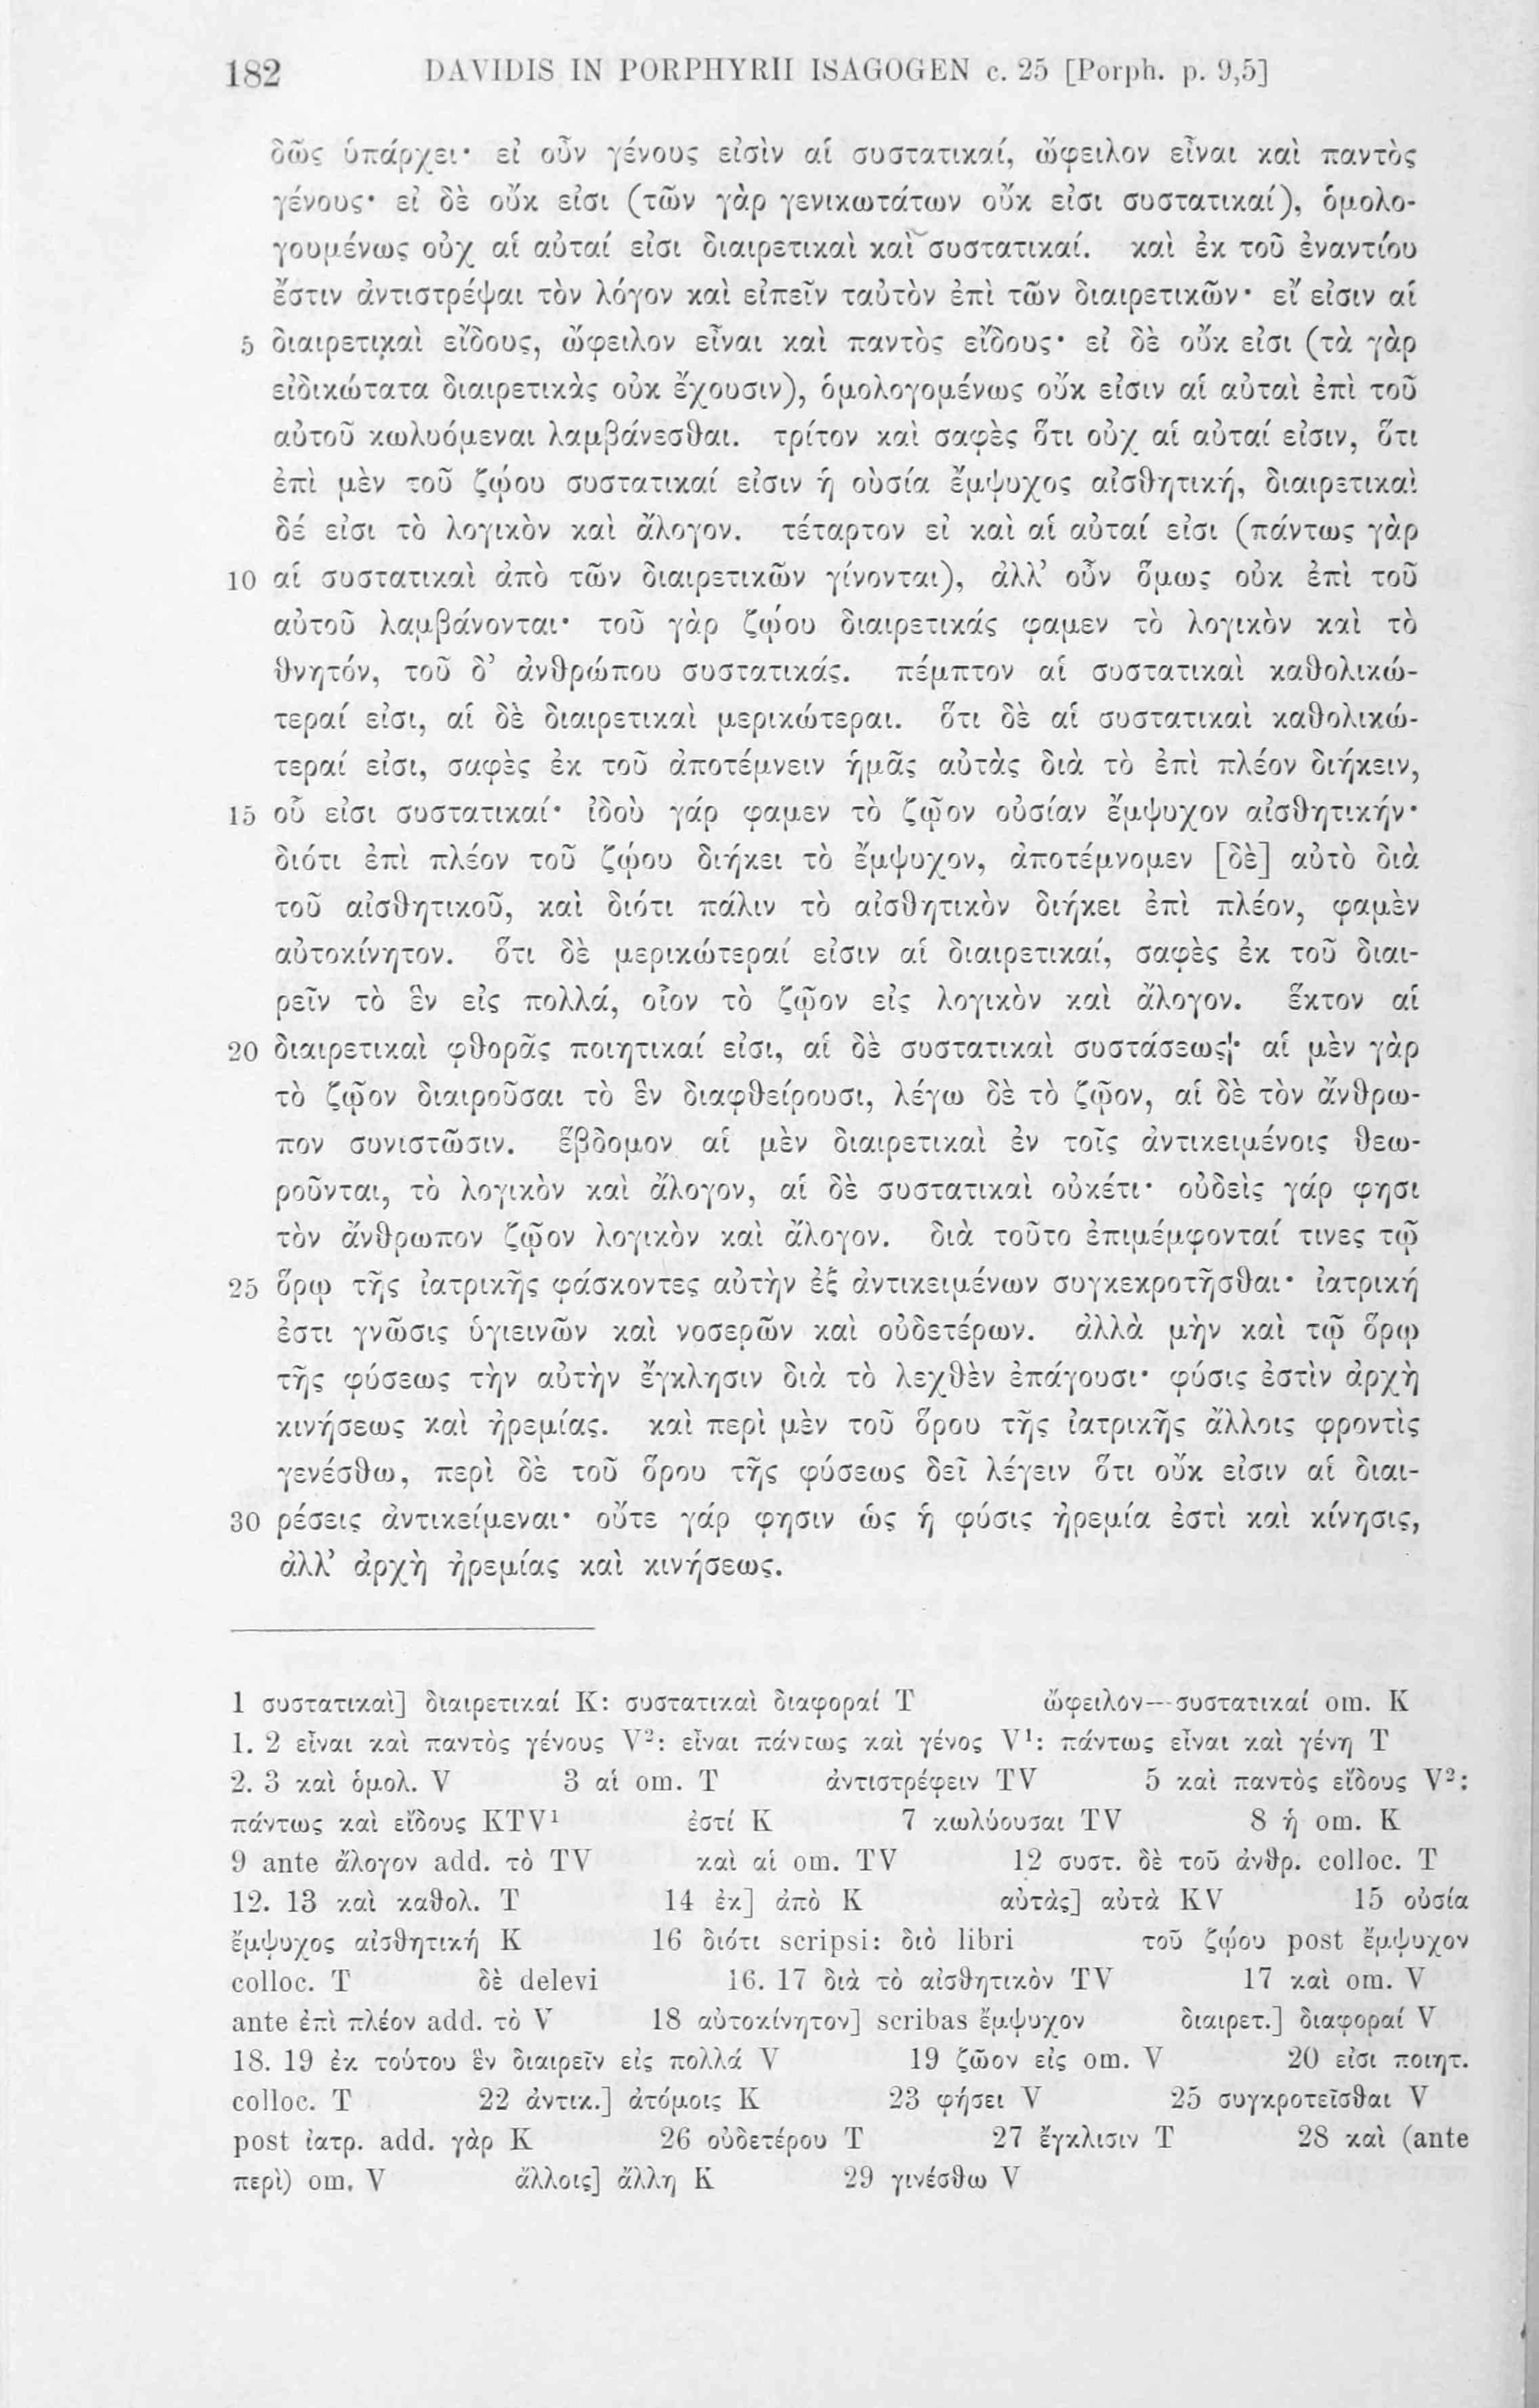 182 DAVIDIS IN PORPHYRII ISAGOGEN c. 25 [Porph. p. 9,5]
δῶς ὑπάρχει· εἰ οὖν γένους εἰσὶν αἱ συστατικαί, ὤφειλον εἶναι καὶ παντὸς
γένους· εἰ δὲ οὔκ εἰσι (τῶν γὰρ γενικωτάτων οὔκ εἰσι συστατικαί), ὁμολο-
γουμένως οὐχ αἱ αὐταί εἰσι διαιρετικαὶ καὶ συστατικαί. καὶ ἐκ τοῦ ἐναντίου
ἔστιν ἀντιστρέψαι τὸν λόγον καὶ εἰπεῖν ταὐτὸν ἐπὶ τῶν διαιρετικῶν· εἴ εἰσιν αἱ
5 διαιρετικαὶ εἴδους, ὤφειλον εἶναι καὶ παντὸς εἴδους· εἰ δὲ οὔκ εἰσι (τὰ γὰρ
εἰδικώτατα διαιρετικὰς οὐκ ἔχουσιν), ὁμολογομένως οὔκ εἰσιν αἱ αὐταὶ ἐπὶ τοῦ
αὐτοῦ κωλυόμεναι λαμβάνεσθαι. τρίτον καὶ σαφὲς ὅτι οὐχ αἱ αὐταί εἰσιν, ὅτι
ἐπὶ μὲν τοῦ ζῴου συστατικαί εἰσιν ἡ οὐσία ἔμψυχος αἰσθητική, διαιρετικαὶ
δέ εἰσι τὸ λογικὸν καὶ ἄλογον. τέταρτον εἰ καὶ αἱ αὐταί εἰσι (πάντως γὰρ
10 αἱ συστατικαὶ ἀπὸ τῶν διαιρετικῶν γίνονται), ἀλλ᾽ οὖν ὅμως οὐκ ἐπὶ τοῦ
αὐτοῦ λαμβάνονται· τοῦ γὰρ ζῴου διαιρετικάς φαμεν τὸ λογικὸν καὶ τὸ
θνητόν, τοῦ δ᾽ ἀνθρώπου συστατικάς. πέμπτον αἱ συστατικαὶ καθολικώ-
τεραί εἰσι, αἱ δὲ διαιρετικαὶ μερικώτεραι. ὅτι δὲ αἱ συστατικαὶ καθολικώ-
τεραί εἰσι, σαφὲς ἐκ τοῦ ἀποτέμνειν ἡμᾶς αὐτὰς διὰ τὸ ἐπὶ πλέον διήκειν,
15 οὗ εἰσι συστατικαί· ἰδοὺ γάρ φαμεν τὸ ζῷον οὐσίαν ἔμψυχον αἰσθητικήν·
διότι ἐπὶ πλέον τοῦ ζῴου διήκει τὸ ἔμψυχον, ἀποτέμνομεν [δὲ] αὐτὸ διὰ
τοῦ αἰσθητικοῦ, καὶ διότι πάλιν τὸ αἰσθητικὸν διήκει ἐπὶ πλέον, φαμὲν
αὐτοκίνητον. ὅτι δὲ μερικώτεραί εἰσιν αἱ διαιρετικαί, σαφὲς ἐκ τοῦ διαι-
ρεῖν τὸ ἓν εἰς πολλά, οἷον τὸ ζῷον εἰς λογικὸν καὶ ἄλογον. ἕκτον αἱ
20 διαιρετικαὶ φθορᾶς ποιητικαί εἰσι, αἱ δὲ συστατικαὶ συστάσεως· αἱ μὲν γὰρ
τὸ ζῷον διαιροῦσαι τὸ ἓν διαφθείρουσι, λέγω δὲ τὸ ζῷον, αἱ δὲ τὸν ἄνθρω-
πον συνιστῶσιν. ἕβδομον αἱ μὲν διαιρετικαὶ ἐν τοῖς ἀντικειμένοις θεω-
ροῦνται, τὸ λογικὸν καὶ ἄλογον, αἱ δὲ συστατικαὶ οὐκέτι· οὐδεὶς γάρ φησι
τὸν ἄνθρωπον ζῷον λογικὸν καὶ ἄλογον. διὰ τοῦτο ἐπιμέμφονταί τινες τῷ
25 ὅρῳ τῆς ἰατρικῆς φάσκοντες αὐτὴν ἐξ ἀντικειμένων συγκεκροτῆσθαι· ἰατρική
ἐστι γνῶσις ὑγιεινῶν καὶ νοσερῶν καὶ οὐδετέρων. ἀλλὰ μὴν καὶ τῷ ὅρῳ
τῆς φύσεως τὴν αὐτὴν ἔγκλησιν διὰ τὸ λεχθὲν ἐπάγουσι· φύσις ἐστὶν ἀρχὴ
κινήσεως καὶ ἠρεμίας. καὶ περὶ μὲν τοῦ ὅρου τῆς ἰατρικῆς ἄλλοις φροντὶς
γενέσθω, περὶ δὲ τοῦ ὅρου τῆς φύσεως δεῖ λέγειν ὅτι οὔκ εἰσιν αἱ διαι-
30 ρέσεις ἀντικείμεναι· οὔτε γάρ φησιν ὡς ἡ φύσις ἠρεμία ἐστὶ καὶ κίνησις,
ἀλλ᾽ ἀρχὴ ἠρεμίας καὶ κινήσεως.
1 συστατικαὶ] διαιρετικαί K: συστατικαὶ διαφοραί T ὤφειλον—συστατικαί om. K
1. 2 εἶναι καὶ παντὸς γένους V²: εἶναι πάντως καὶ γένος V¹: πάντως εἶναι καὶ γένη T
2. 3 καὶ ὁμολ. V 3 αἱ om. T ἀντιστρέφειν TV 5 καὶ παντὸς εἴδους V²:
πάντως καὶ εἴδους KTV¹ ἐστί K 7 κωλύουσαι TV 8 ἡ om. K
9 ante ἄλογον add. τὸ TV καὶ αἱ om. TV 12 συστ. δὲ τοῦ ἀνθρ. colloc. T
12. 13 καὶ καθολ. T 14 ἐκ] ἀπὸ K αὐτὰς] αὐτὰ KV 15 οὐσία
ἔμψυχος αἰσθητική K 16 διότι scripsi: διὸ libri τοῦ ζῴου post ἔμψυχον
colloc. T δὲ delevi 16. 17 διὰ τὸ αἰσθητικὸν TV 17 καὶ om. V
ante ἐπὶ πλέον add. τὸ V 18 αὐτοκίνητον] scribas ἔμψυχον διαιρετ.] διαφοραί V
18. 19 ἐκ τούτου ἓν διαιρεῖν εἰς πολλά V 19 ζῶον εἰς om. V 20 εἰσι ποιητ.
colloc. T 22 ἀντικ.] ἀτόμοις K 23 φήσει V 25 συγκροτεῖσθαι V
post ἰατρ. add. γὰρ K 26 οὐδετέρου T 27 ἔγκλισιν T 28 καὶ (ante
περὶ) om. V ἄλλοις] ἄλλη K 29 γινέσθω V